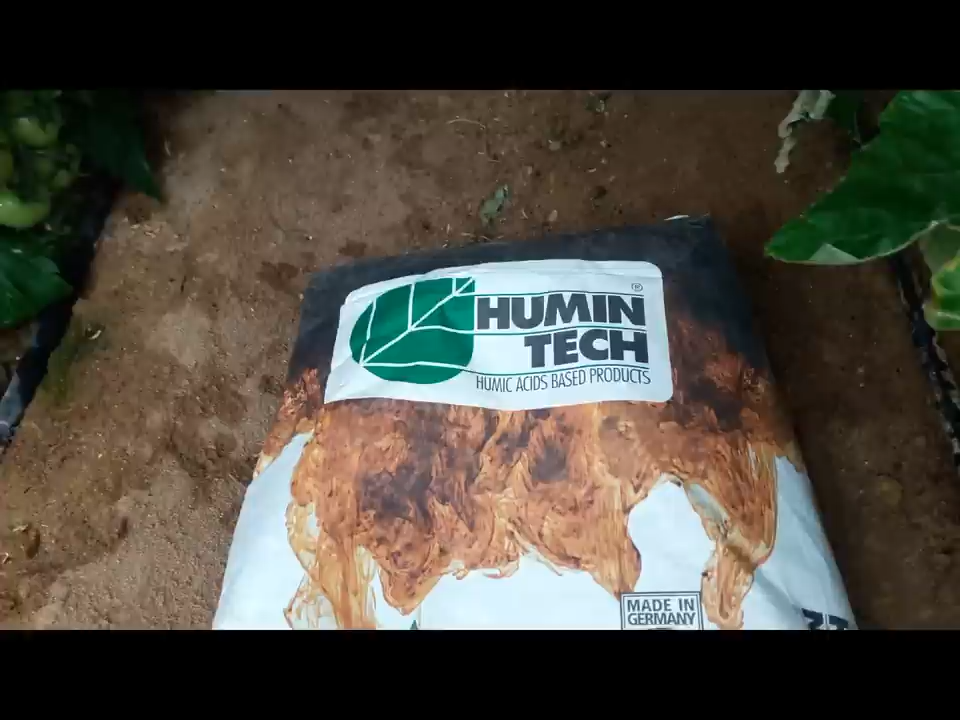 HUMIN®
TECH
HUMIC ACIDS BASED PRODUCTS
MADE IN
GERMANY